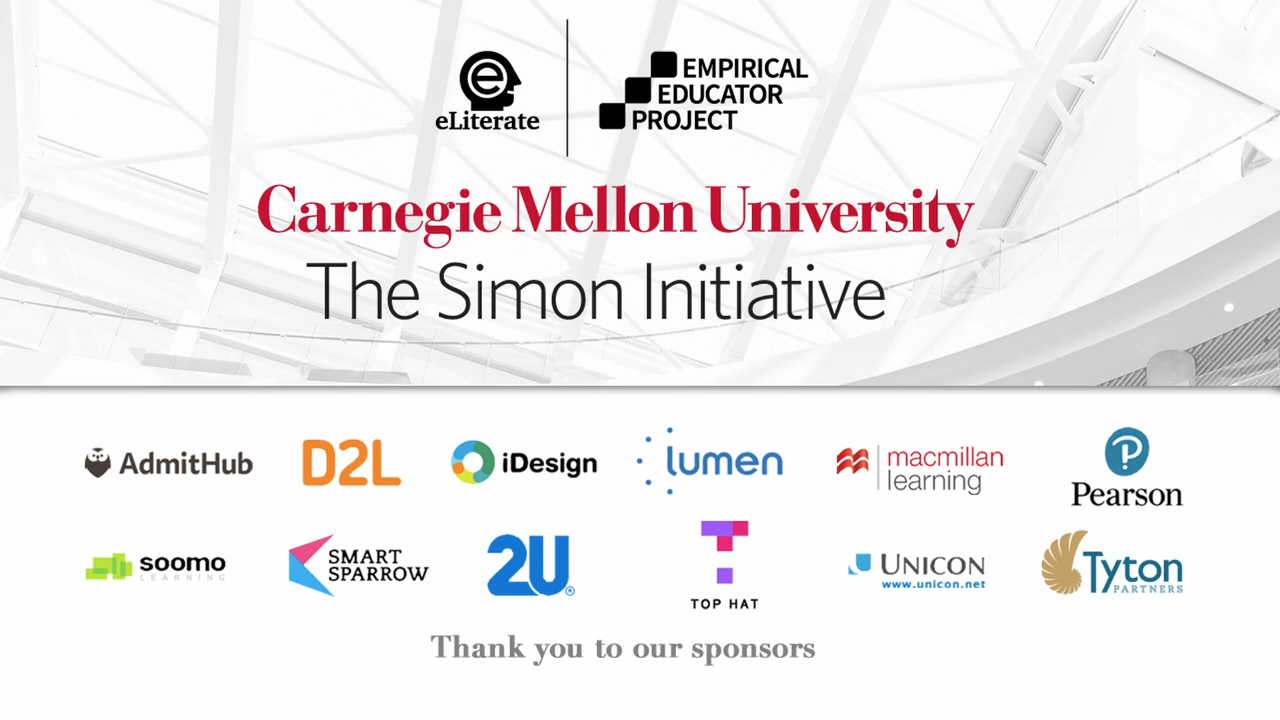 eLiterate
EMPIRICAL
EDUCATOR
PROJECT
Carnegie Mellon University
The Simon Initiative
AdmitHub
D2L
iDesign
lumen
macmillan
learning
Pearson
soomo
LEARNING
SMART
SPARROW
2U®
TOP HAT
UNICON
www.unicon.net
Tyton
PARTNERS
Thank you to our sponsors